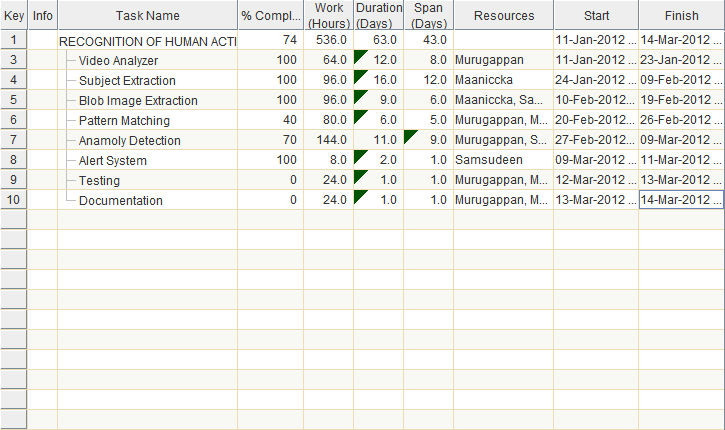 Key Info Task Name % Compl... Work (Hours) Duration (Days) Span (Days) Resources Start Finish
1 RECOGNITION OF HUMAN ACTI 74 536.0 63.0 43.0 11-Jan-2012 ... 14-Mar-2012 ...
3 Video Analyzer 100 64.0 12.0 8.0 Murugappan 11-Jan-2012 ... 23-Jan-2012 ...
4 Subject Extraction 100 96.0 16.0 12.0 Maaniccka 24-Jan-2012 ... 09-Feb-2012 ...
5 Blob Image Extraction 100 96.0 9.0 6.0 Maaniccka, Sa... 10-Feb-2012 ... 19-Feb-2012 ...
6 Pattern Matching 40 80.0 6.0 5.0 Murugappan, M... 20-Feb-2012 ... 26-Feb-2012 ...
7 Anamoly Detection 70 144.0 11.0 9.0 Murugappan, S... 27-Feb-2012 ... 09-Mar-2012 ...
8 Alert System 100 8.0 2.0 1.0 Samsudeen 09-Mar-2012 ... 11-Mar-2012 ...
9 Testing 0 24.0 1.0 1.0 Murugappan, M... 12-Mar-2012 ... 13-Mar-2012 ...
10 Documentation 0 24.0 1.0 1.0 Murugappan, M... 13-Mar-2012 ... 14-Mar-2012 ...